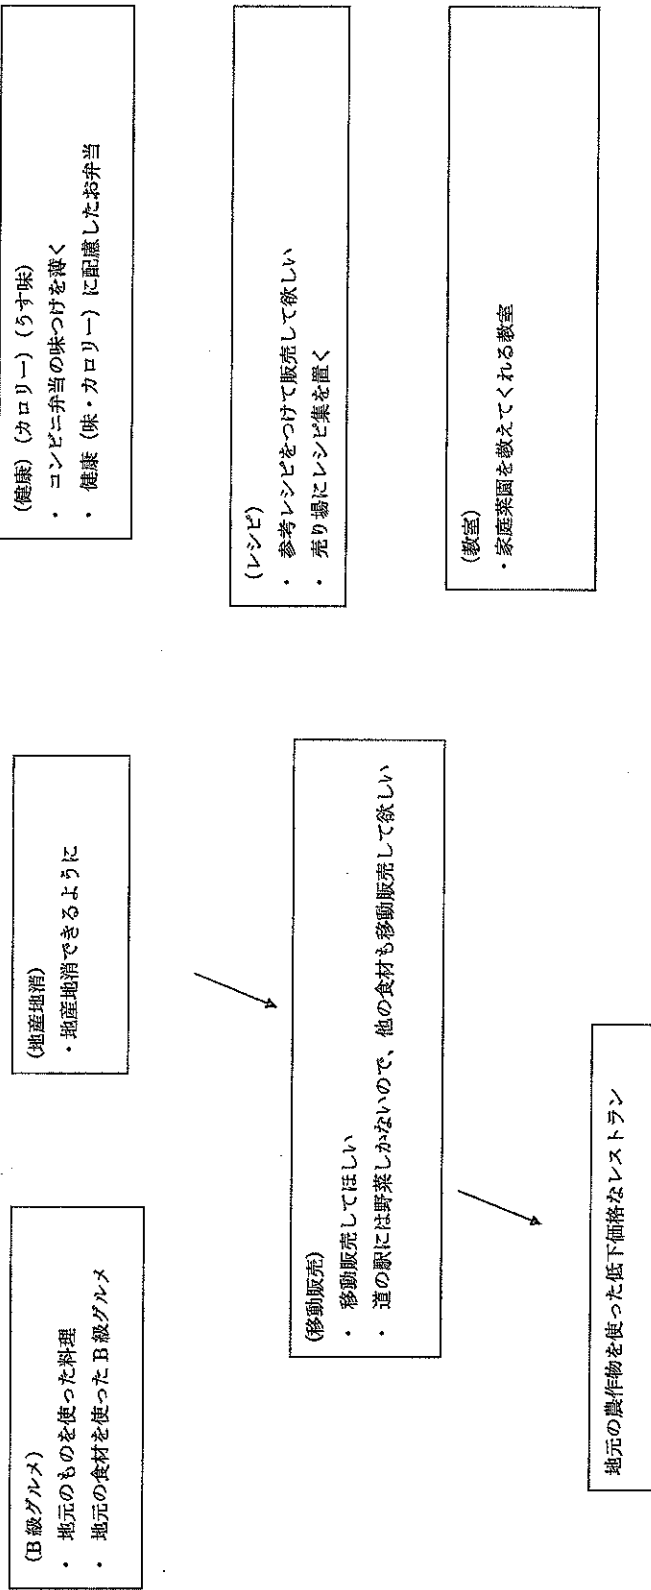 (B級グルメ)
・ 地元のものを使った料理
・ 地元の食材を使ったB級グルメ
(地産地消)
・地産地消できるように
(健康)(カロリー)(うす味)
・ コンビニ弁当の味つけを薄く
・ 健康(味・カロリー)に配慮したお弁当
(移動販売)
・ 移動販売してほしい
・ 道の駅には野菜しかないので、他の食材も移動販売して欲しい
(レシピ)
・ 参考レシピをつけて販売して欲しい
・ 売り場にレシピ集を置く
地元の農作物を使った低下価格なレストラン
(教室)
・家庭菜園を教えてくれる教室